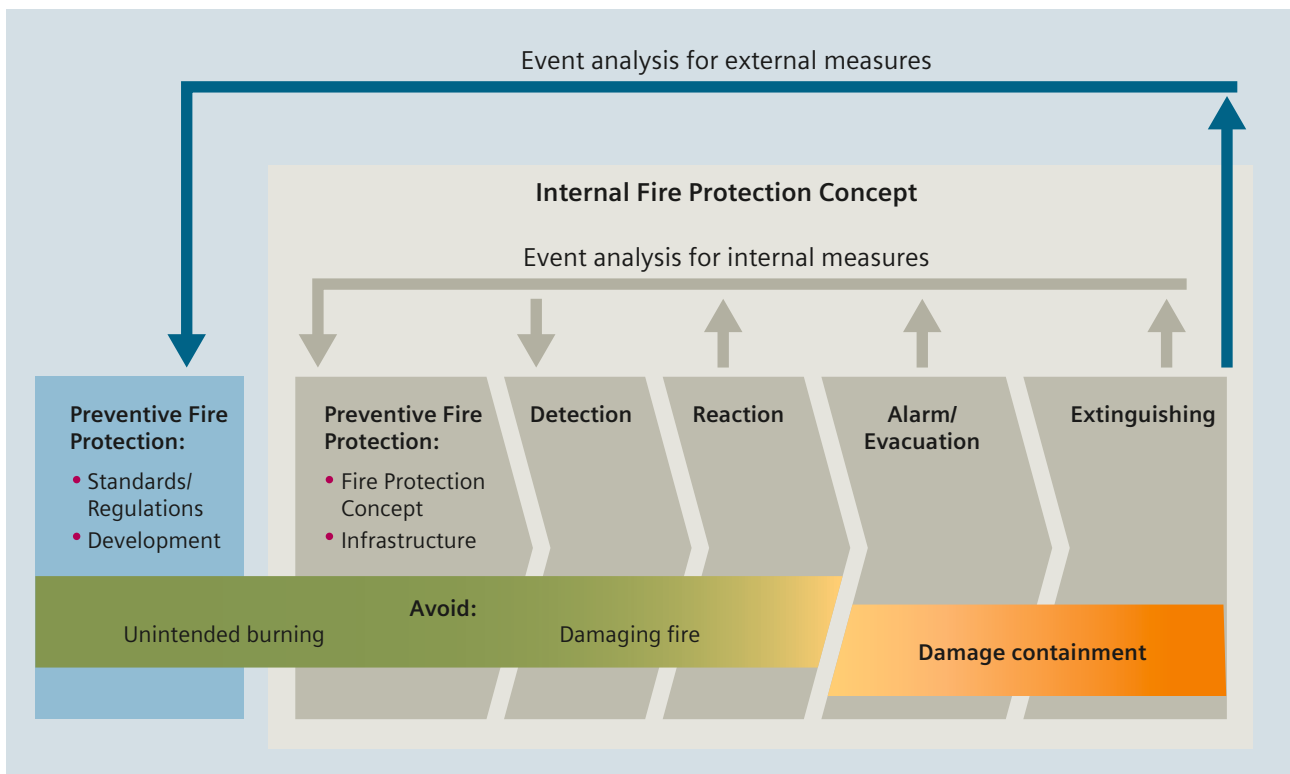 Event analysis for external measures
Internal Fire Protection Concept
Event analysis for internal measures
Preventive Fire
Protection:
• Standards/
Regulations
• Development
Preventive Fire
Protection:
• Fire Protection
Concept
• Infrastructure
Detection
Reaction
Alarm/
Evacuation
Extinguishing
Avoid:
Unintended burning
Damaging fire
Damage containment